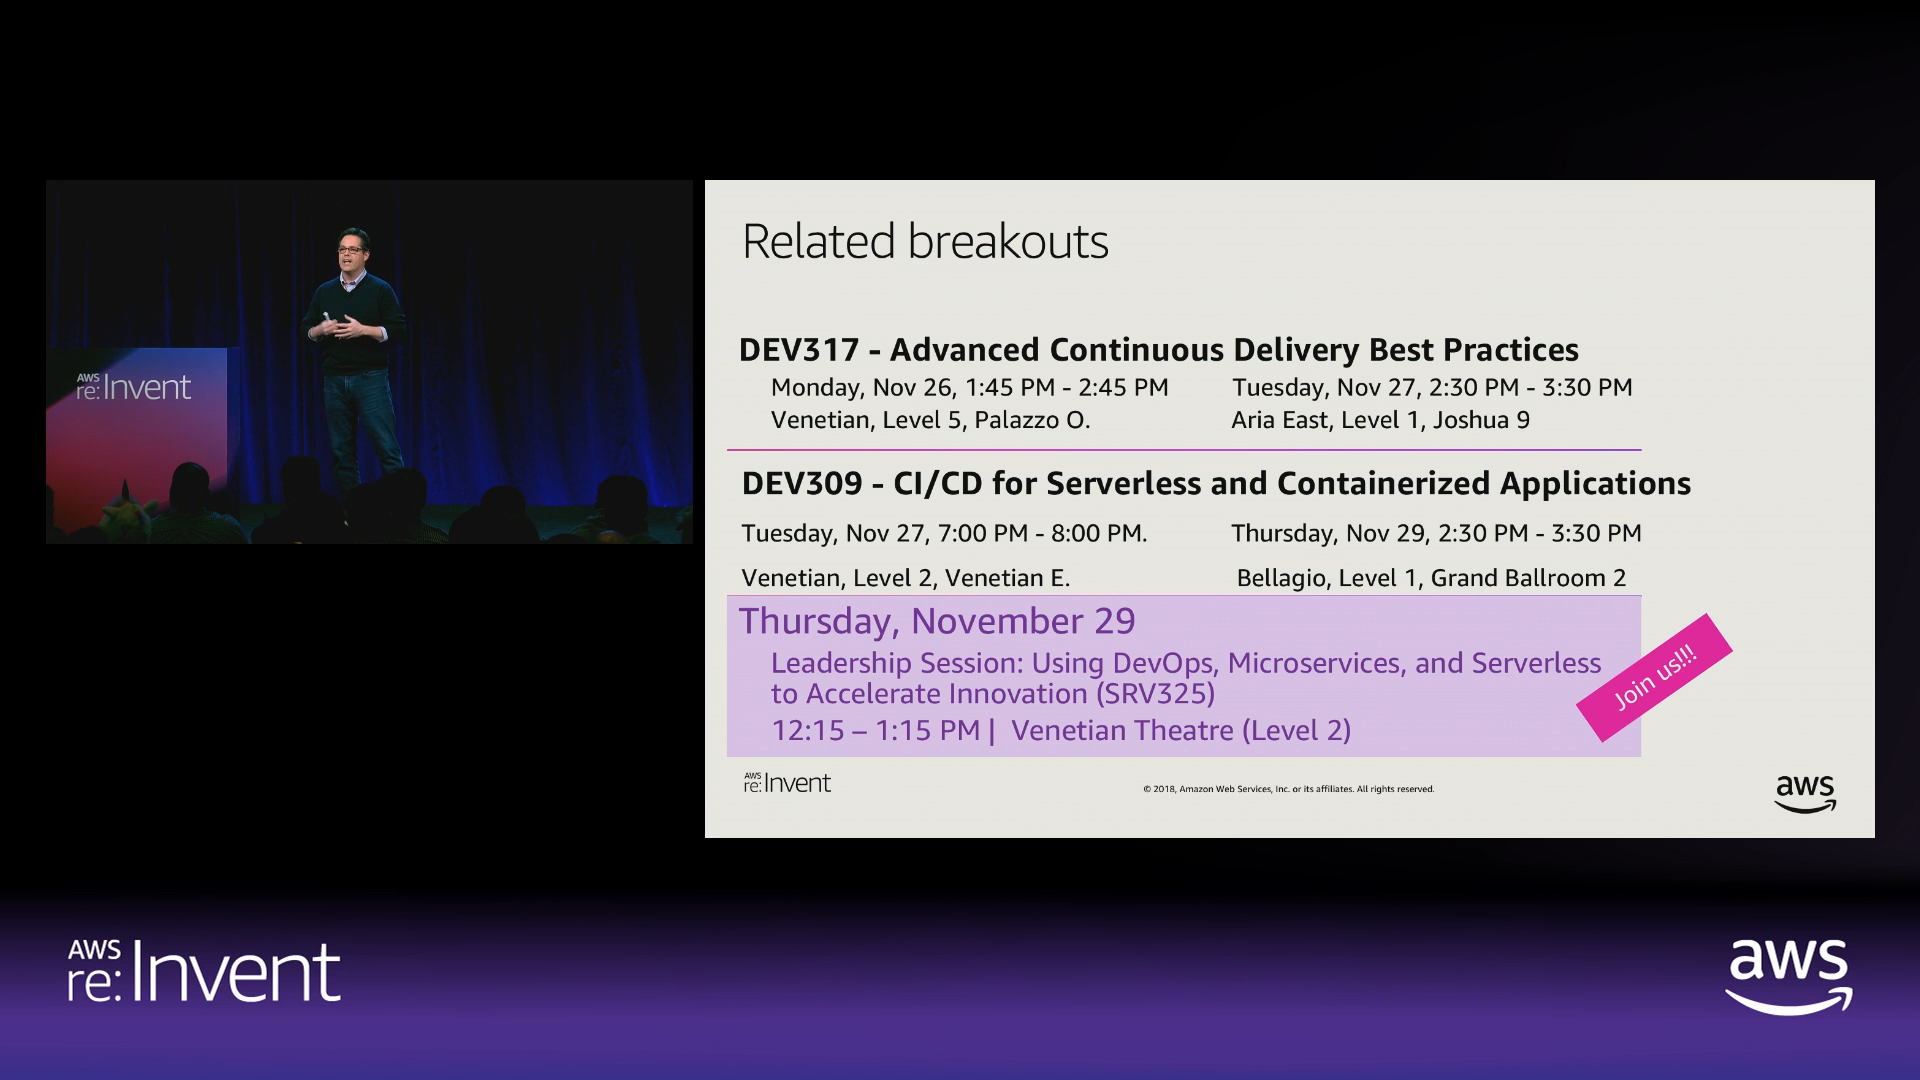 AWS
re:Invent
Related breakouts
DEV317 - Advanced Continuous Delivery Best Practices
Monday, Nov 26, 1:45 PM - 2:45 PM
Tuesday, Nov 27, 2:30 PM - 3:30 PM
Venetian, Level 5, Palazzo O.
Aria East, Level 1, Joshua 9
DEV309 - CI/CD for Serverless and Containerized Applications
Tuesday, Nov 27, 7:00 PM - 8:00 PM.
Thursday, Nov 29, 2:30 PM - 3:30 PM
Venetian, Level 2, Venetian E.
Bellagio, Level 1, Grand Ballroom 2
Thursday, November 29
Leadership Session: Using DevOps, Microservices, and Serverless
to Accelerate Innovation (SRV325)
12:15 – 1:15 PM | Venetian Theatre (Level 2)
Join us!!!
AWS
re:Invent
© 2018, Amazon Web Services, Inc. or its affiliates. All rights reserved.
aws
AWS
re:Invent
aws